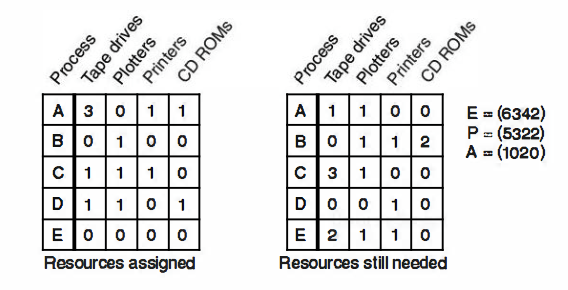 Process Tape drives Plotters Printers CD ROMs
A 3 0 1 1
B 0 1 0 0
C 1 1 1 0
D 1 1 0 1
E 0 0 0 0
Resources assigned
Process Tape drives Plotters Printers CD ROMs
A 1 1 0 0
B 0 1 1 2
C 3 1 0 0
D 0 0 1 0
E 2 1 1 0
Resources still needed
E = (6342)
P = (5322)
A = (1020)